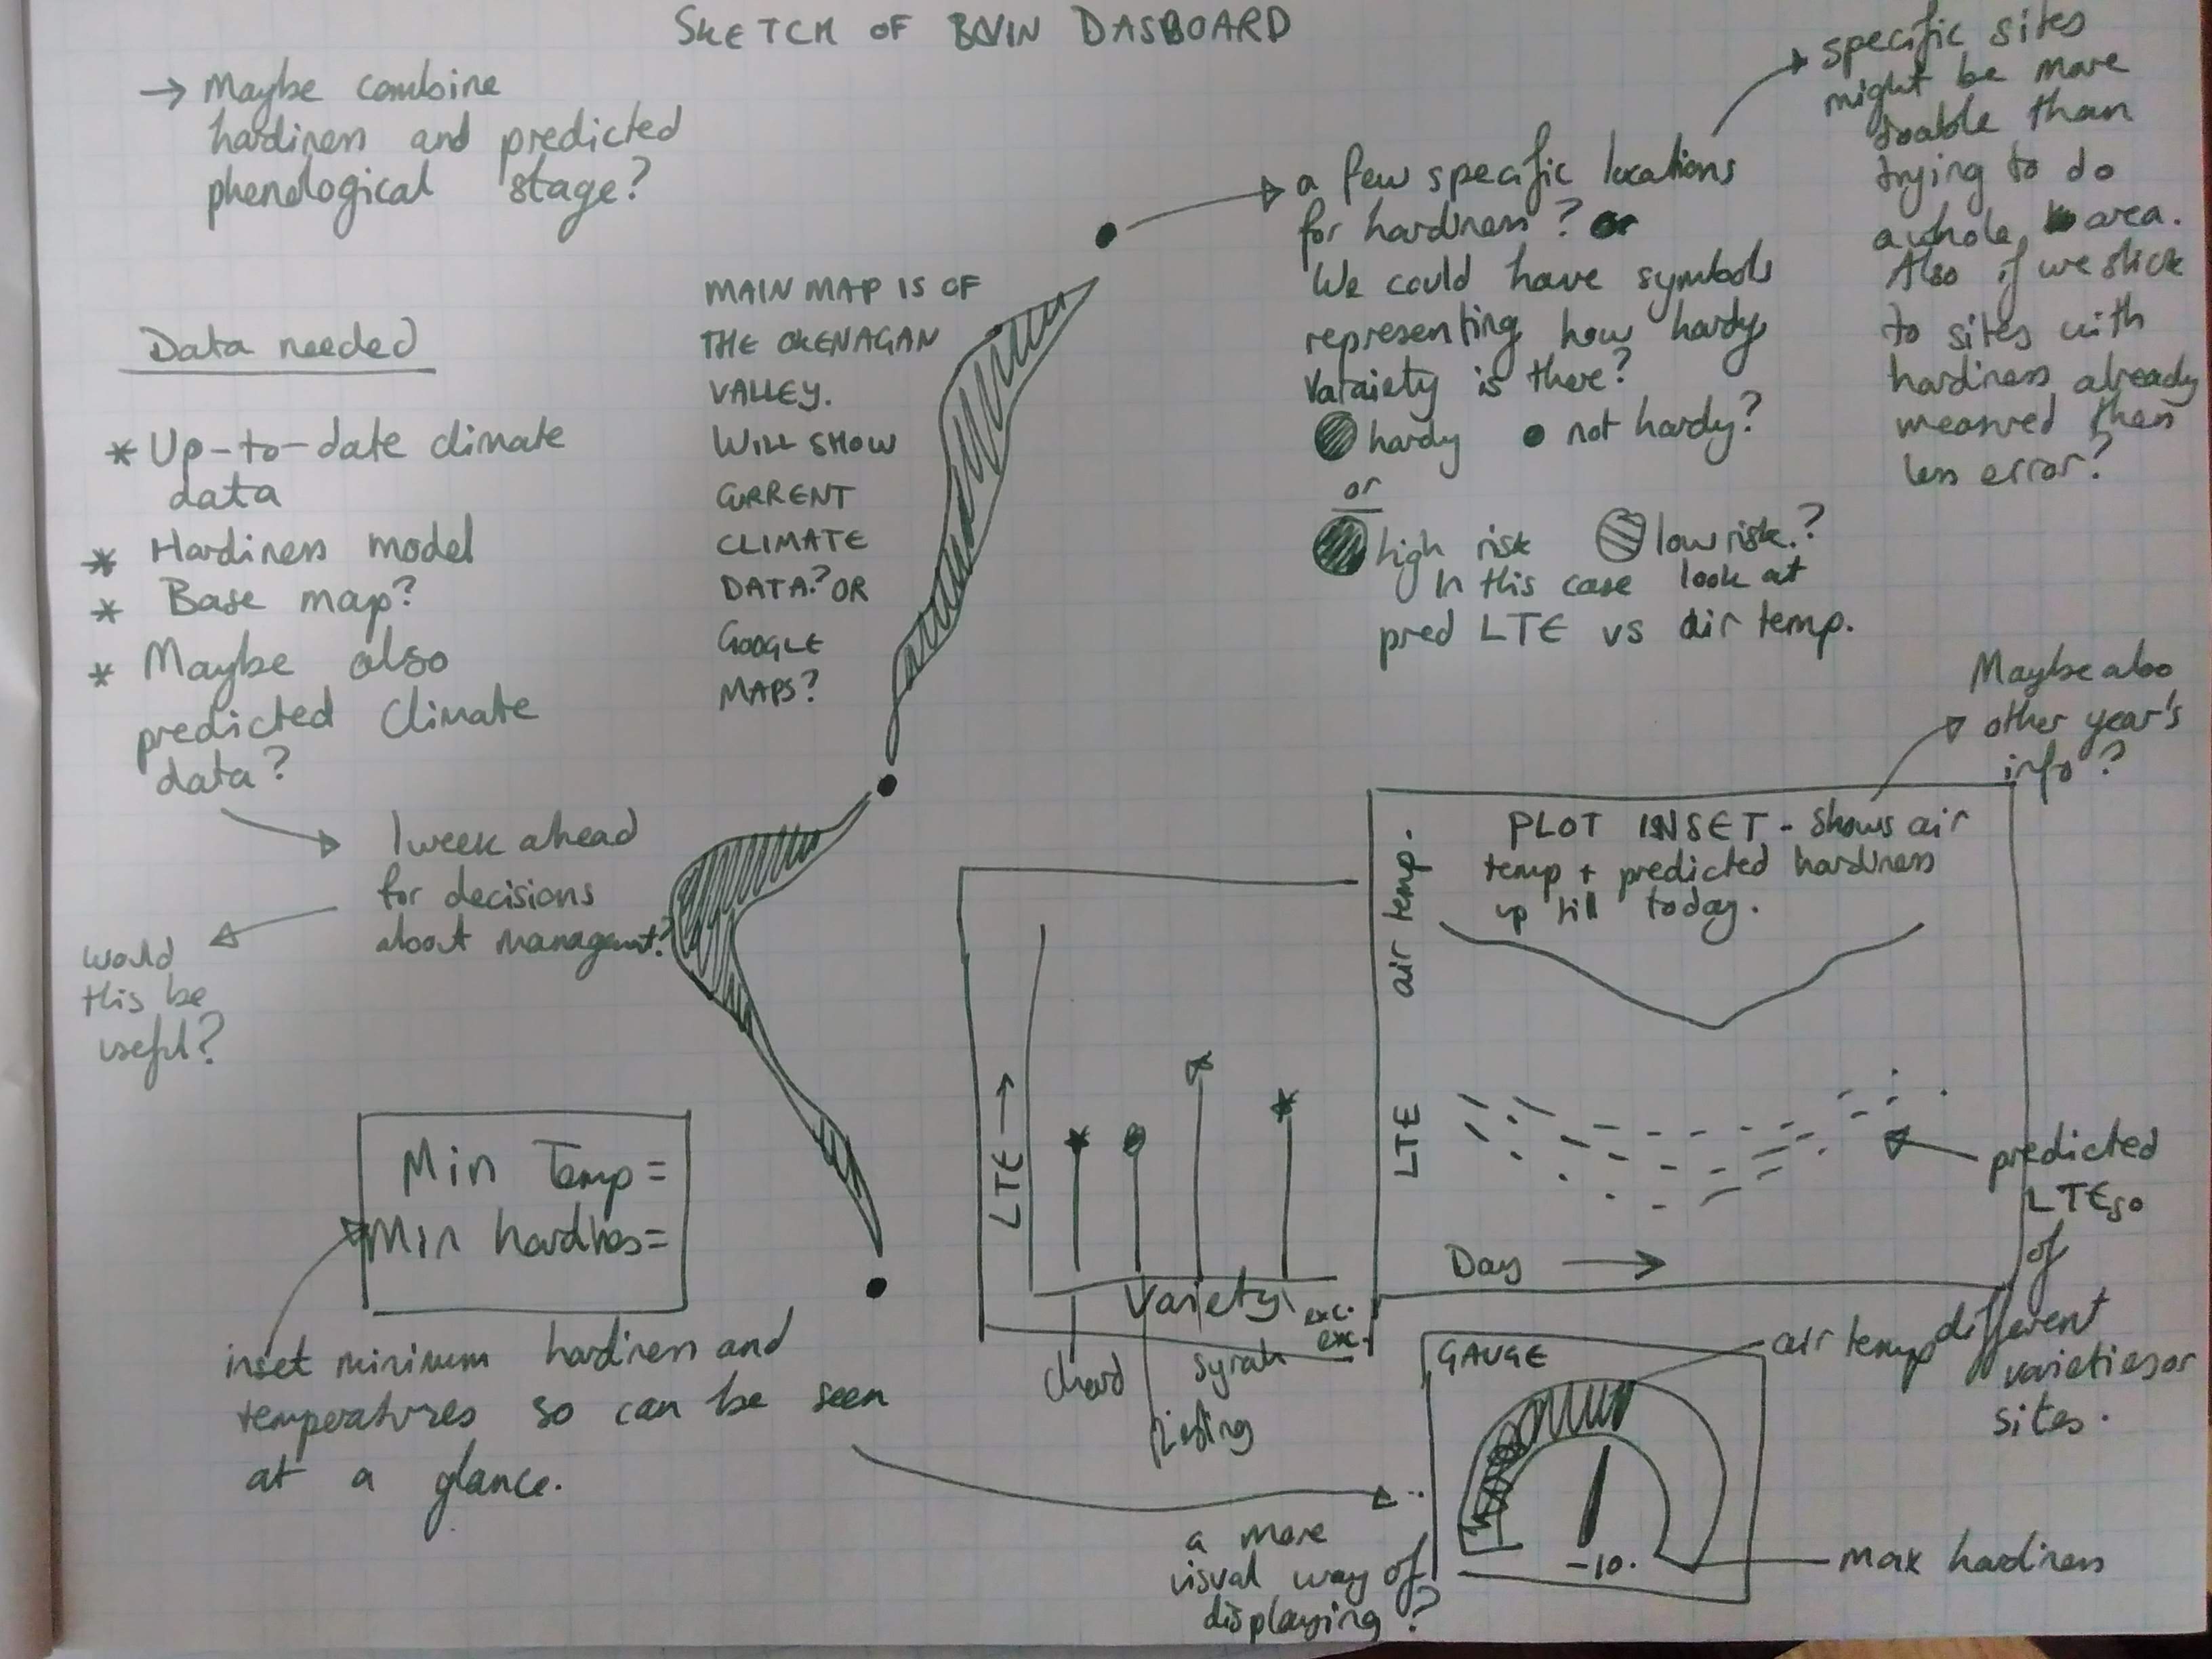 SKETCH OF DASBOARD
→ Maybe combine
hardiness and predicted
phenological stage?
Data needed
* Up-to-date climate
data
* Hardiness model
* Base map?
* Maybe also
predicted Climate
data?
1 week ahead
for decisions
about managemt?
would
this be
useful?
MAIN MAP IS OF
THE OKENAGAN
VALLEY.
WILL SHOW
CURRENT
CLIMATE
DATA? OR
GOOGLE
MAPS?
a few specific locations
for hardiness? or
We could have symbols
representing how hardy
Vataiety is there?
hardy not hardy?
or
high risk low risk?
In this case look at
pred LTE vs air temp.
specific sites
might be more
doable than
trying to do
a whole area.
Also if we stick
to sites with
hardiness already
measured then
less error?
Maybe also
other year's
info?
PLOT INSET - Shows air
temp + predicted hardiness
up till today.
air temp.
LTE
Day →
predicted
LTE50
of
different
varieties or
sites.
LTE →
Variety
exc.
exc.
Chard
Syrah
Riesling
Min Temp =
Min hardnes=
inset minimum hardiness and
temperatures so can be seen
at a glance.
a more
visual way of
displaying?
GAUGE
air temp
-10.
max hardiness